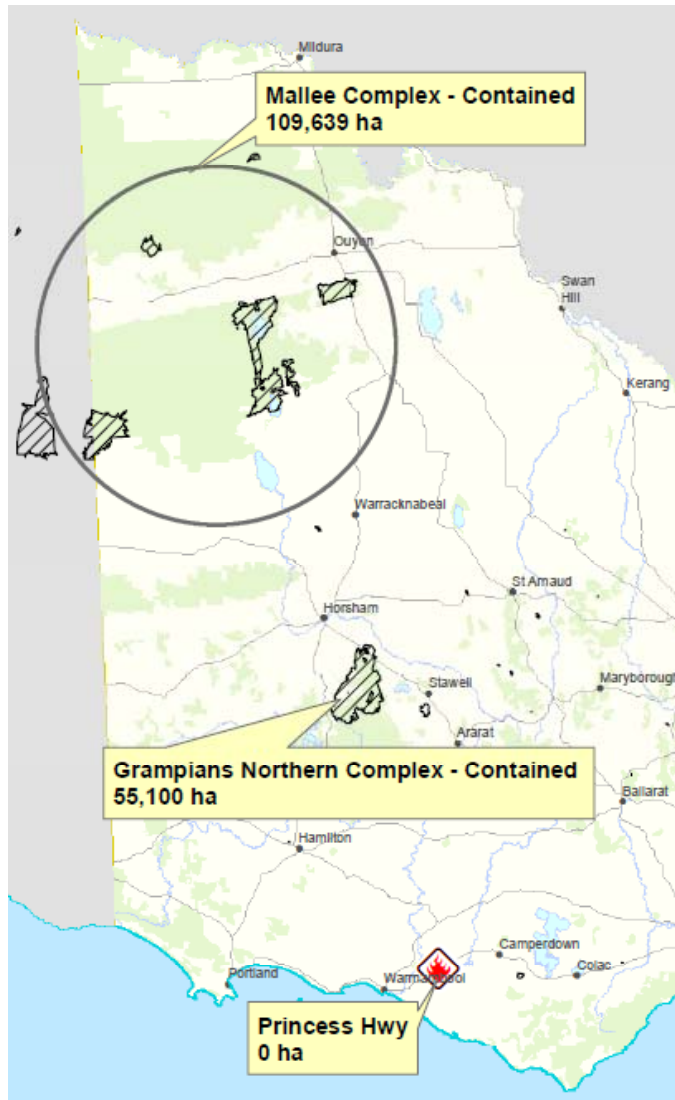 Mildura
Mallee Complex - Contained
109,639 ha
Ouyen
Swan
Hill
Kerang
Warracknabeal
St Arnaud
Horsham
Maryborough
Stawell
Ararat
Grampians Northern Complex - Contained
55,100 ha
Ballarat
Hamilton
Camperdown
Colac
Portland
Princess Hwy
0 ha